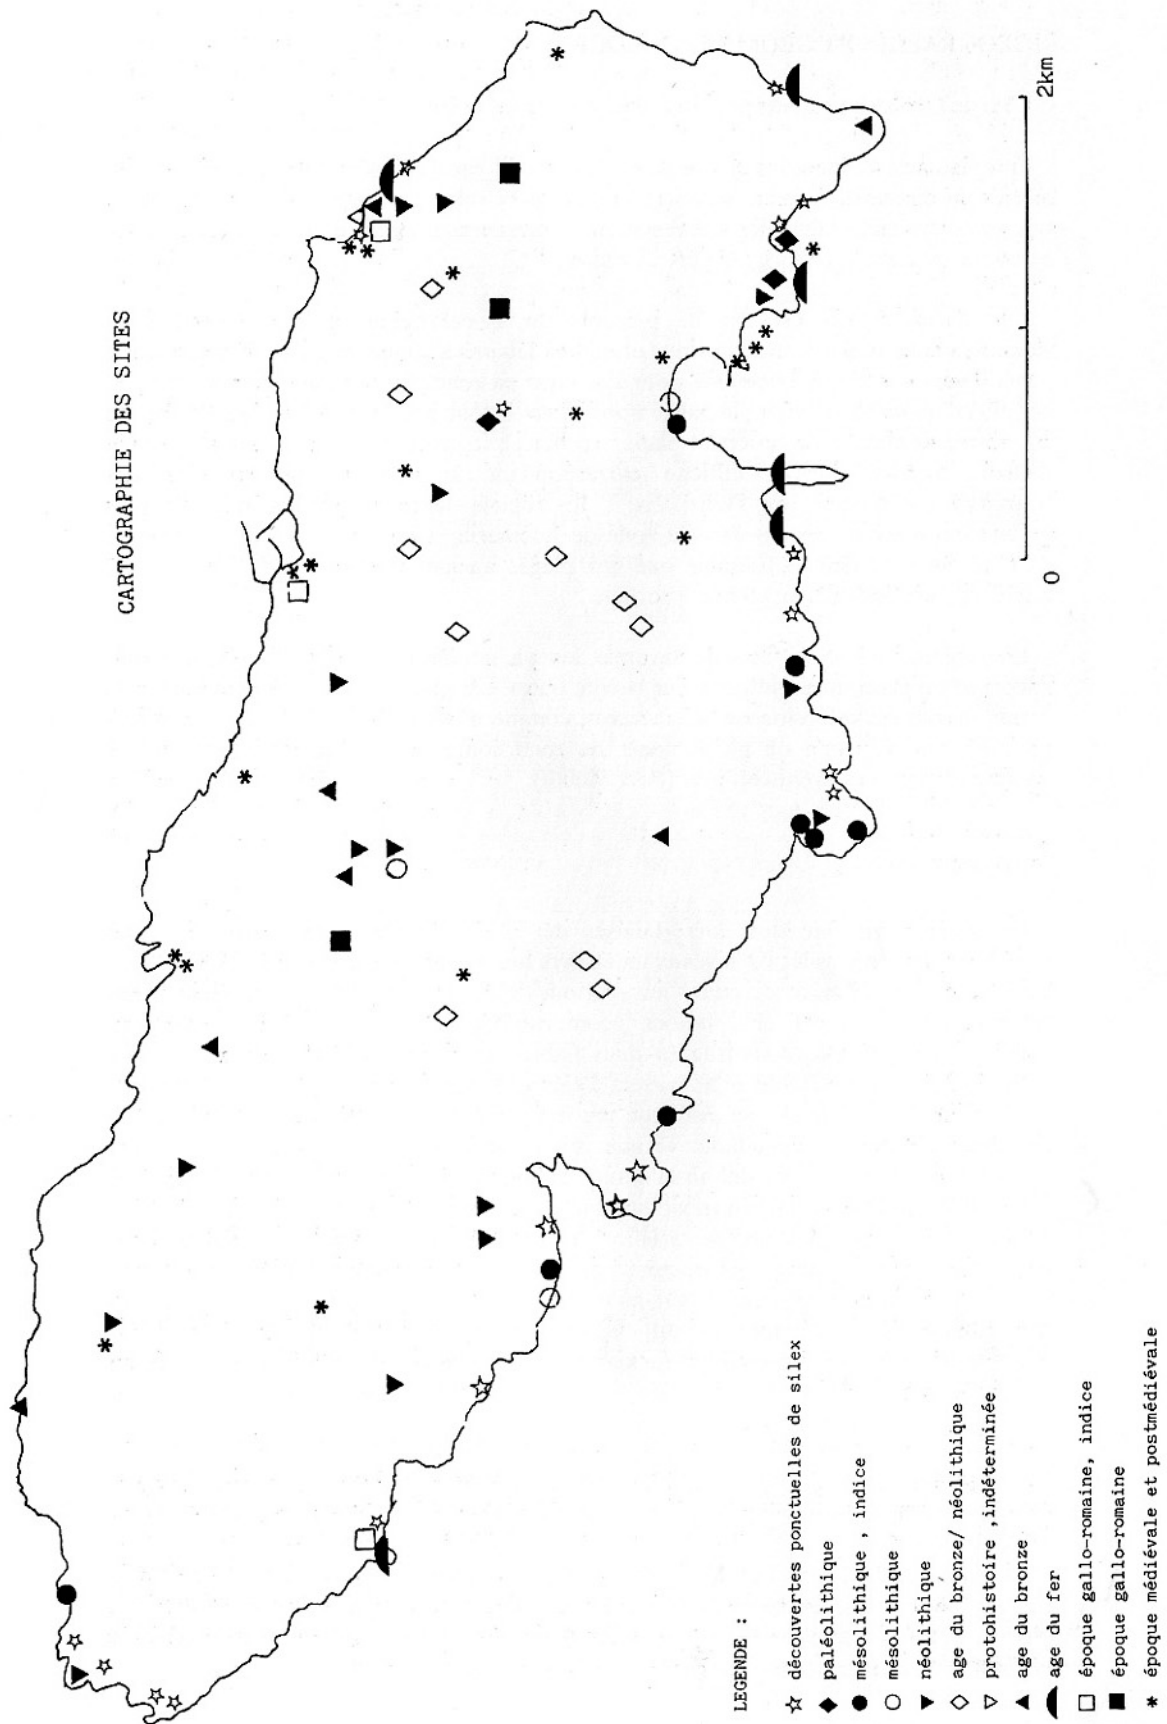 CARTOGRAPHIE DES SITES
0 2km
LEGENDE :
découvertes ponctuelles de silex
paléolithique
mésolithique , indice
mésolithique
néolithique
age du bronze/ néolithique
protohistoire ,indéterminée
age du bronze
age du fer
époque gallo-romaine, indice
époque gallo-romaine
époque médiévale et postmédiévale